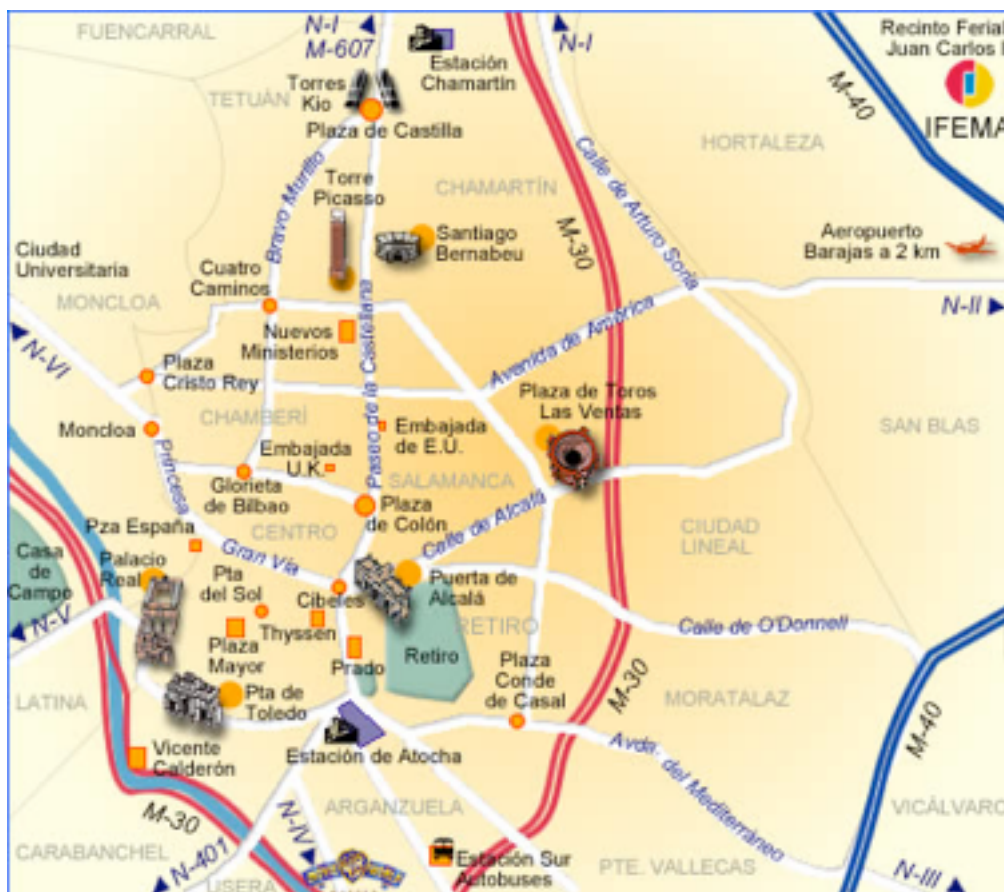 FUENCARRAL
N-I
M-607
Estación
Chamartín
N-I
Recinto Ferial
Juan Carlos I
M-40
IFEMA
Torres
Kio
TETUÁN
Plaza de Castilla
HORTALEZA
Calle de Arturo Soria
Bravo Morillo
Torre
Picasso
CHAMARTÍN
M-30
Santiago
Bernabeu
Aeropuerto
Barajas a 2 km
Ciudad
Universitaria
Cuatro
Caminos
MONCLOA
N-II
Nuevos
Ministerios
Paseo de la Castellana
Avenida de América
N-VI
Plaza
Cristo Rey
Plaza de Toros
Las Ventas
CHAMBERÍ
SAN BLAS
Moncloa
Embajada
de E.U.
Embajada
U.K.
Princesa
Glorieta
de Bilbao
SALAMANCA
Plaza
de Colón
Calle de Alcalá
Pza España
CENTRO
CIUDAD
LINEAL
Casa
de
Campo
Palacio
Real
Gran Vía
Pta
del Sol
Cibeles
Puerta de
Alcalá
N-V
Thyssen
RETIRO
Calle de O'Donnell
Plaza
Mayor
Prado
Retiro
Plaza
Conde
de Casal
M-30
LATINA
Pta de
Toledo
MORATALAZ
M-40
Vicente
Calderón
Estación de Atocha
Avda. del Mediterráneo
M-30
ARGANZUELA
VICÁLVARO
N-IV
CARABANCHEL
N-401
Estación Sur
Autobuses
PTE. VALLECAS
N-III
USERA